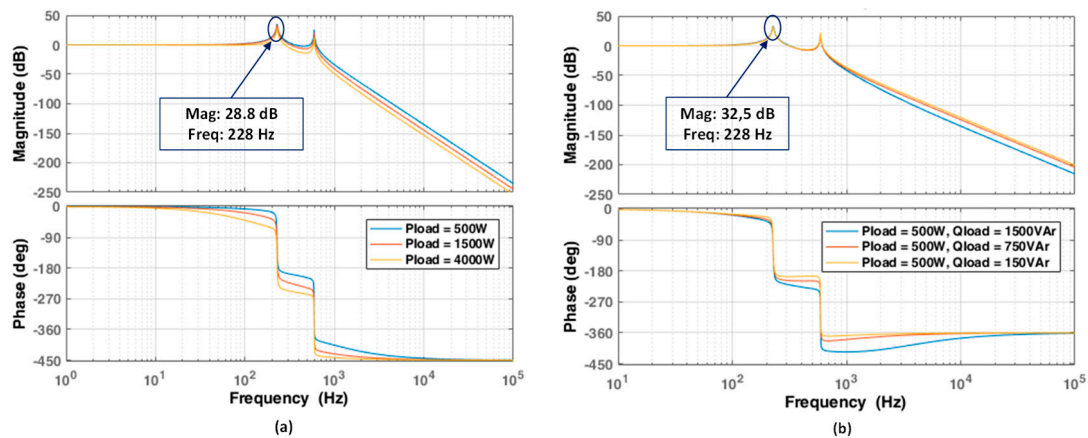 50
0
-50
-100
-150
-200
-250
Magnitude (dB)
Mag: 28.8 dB
Freq: 228 Hz
0
-90
-180
-270
-360
-450
Phase (deg)
Pload = 500W
Pload = 1500W
Pload = 4000W
10^0
10^1
10^2
10^3
10^4
10^5
Frequency (Hz)
(a)
50
0
-50
-100
-150
-200
-250
Magnitude (dB)
Mag: 32,5 dB
Freq: 228 Hz
0
-90
-180
-270
-360
-450
Phase (deg)
Pload = 500W, Qload = 1500VAr
Pload = 500W, Qload = 750VAr
Pload = 500W, Qload = 150VAr
10^1
10^2
10^3
10^4
10^5
Frequency (Hz)
(b)